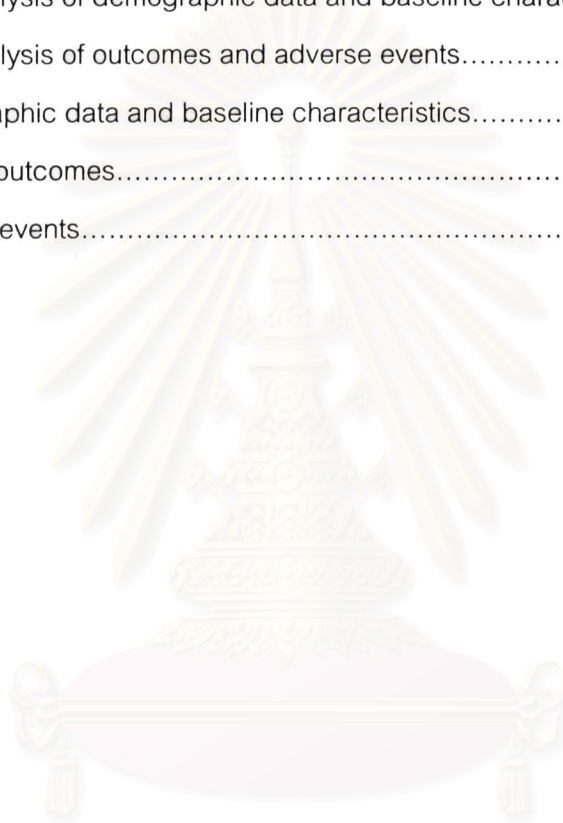 lysis of demographic data and baseline chara
lysis of outcomes and adverse events...........
aphic data and baseline characteristics..........
outcomes.................................................
events......................................................